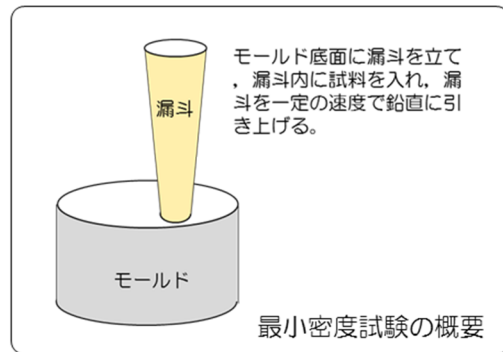 モールド底面に漏斗を立て
,漏斗内に試料を入れ,漏
斗を一定の速度で鉛直に引
き上げる。
漏斗
モールド
最小密度試験の概要